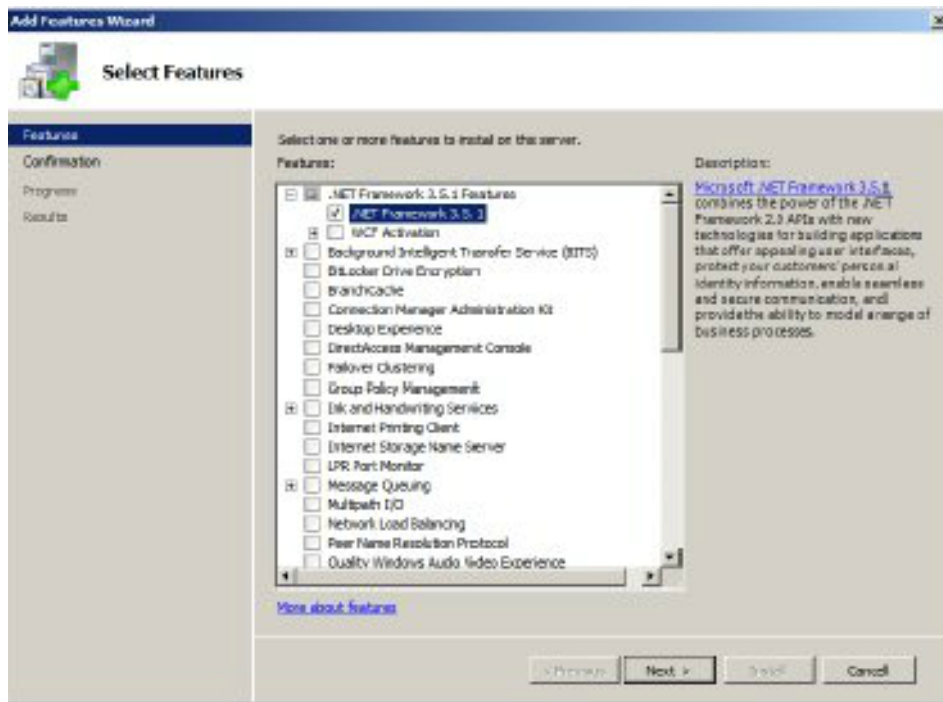 Add Features Wizard
Select Features
Features
Confirmation
Progress
Results
Select one or more features to install on this server.
Features:
.NET Framework 3.5.1 Features
.NET Framework 3.5.1
WCF Activation
Background Intelligent Transfer Service (BITS)
BitLocker Drive Encryption
BranchCache
Connection Manager Administration Kit
Desktop Experience
DirectAccess Management Console
Failover Clustering
Group Policy Management
Ink and Handwriting Services
Internet Printing Client
Internet Storage Name Server
LPR Port Monitor
Message Queuing
Multipath I/O
Network Load Balancing
Peer Name Resolution Protocol
Quality Windows Audio Video Experience
More about features
Description:
Microsoft .NET Framework 3.5.1
combines the power of the .NET
Framework 2.0 APIs with new
technologies for building applications
that offer appealing user interfaces,
protect your customers' personal
identity information, enable seamless
and secure communication, and
provide the ability to model a range of
business processes.
< Previous
Next >
Install
Cancel